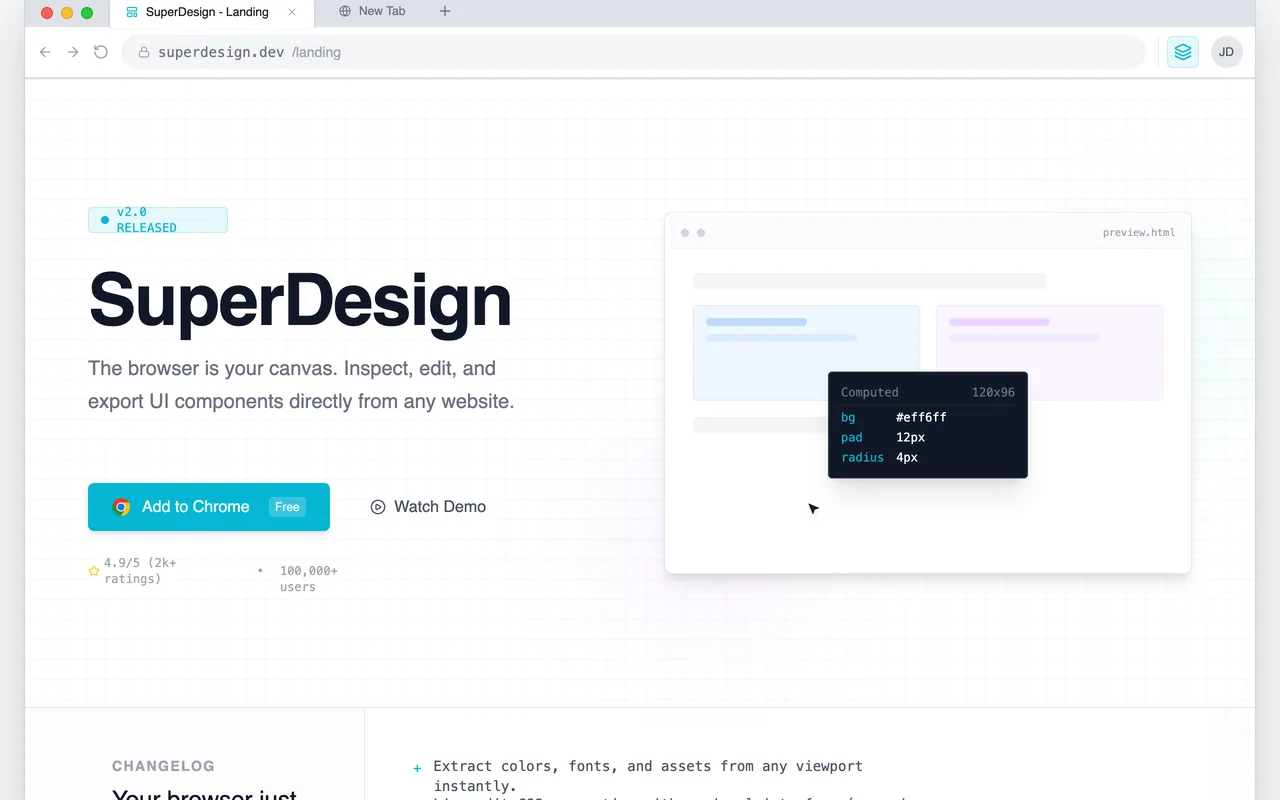 SuperDesign - Landing
New Tab
superdesign.dev /landing
JD
v2.0
RELEASED
SuperDesign
The browser is your canvas. Inspect, edit, and
export UI components directly from any website.
Add to Chrome Free
Watch Demo
4.9/5 (2k+
ratings)
•
100,000+
users
preview.html
Computed 120x96
bg #eff6ff
pad 12px
radius 4px
CHANGELOG
Your browser just
+ Extract colors, fonts, and assets from any viewport
instantly.